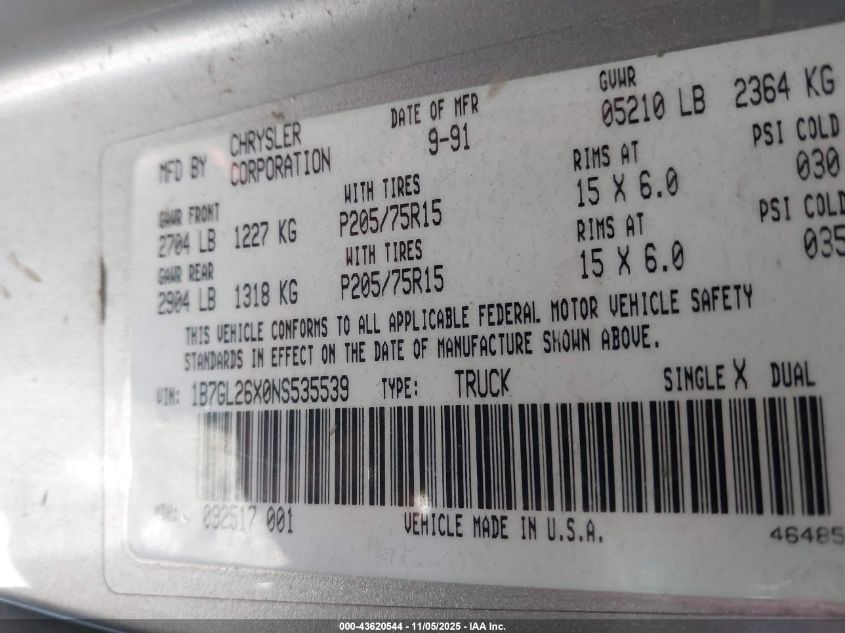 MFD BY CHRYSLER CORPORATION DATE OF MFR 9-91 GVWR 05210 LB 2364 KG
GAWR FRONT 2704 LB 1227 KG WITH TIRES P205/75R15 RIMS AT 15 X 6.0 PSI COLD 030
GAWR REAR 2904 LB 1318 KG WITH TIRES P205/75R15 RIMS AT 15 X 6.0 PSI COLD 035
THIS VEHICLE CONFORMS TO ALL APPLICABLE FEDERAL MOTOR VEHICLE SAFETY
STANDARDS IN EFFECT ON THE DATE OF MANUFACTURE SHOWN ABOVE.
VIN: 1B7GL26X0NS535539 TYPE: TRUCK SINGLE X DUAL
092517 001 VEHICLE MADE IN U.S.A. 46485
000-43620544 - 11/05/2025 - IAA Inc.